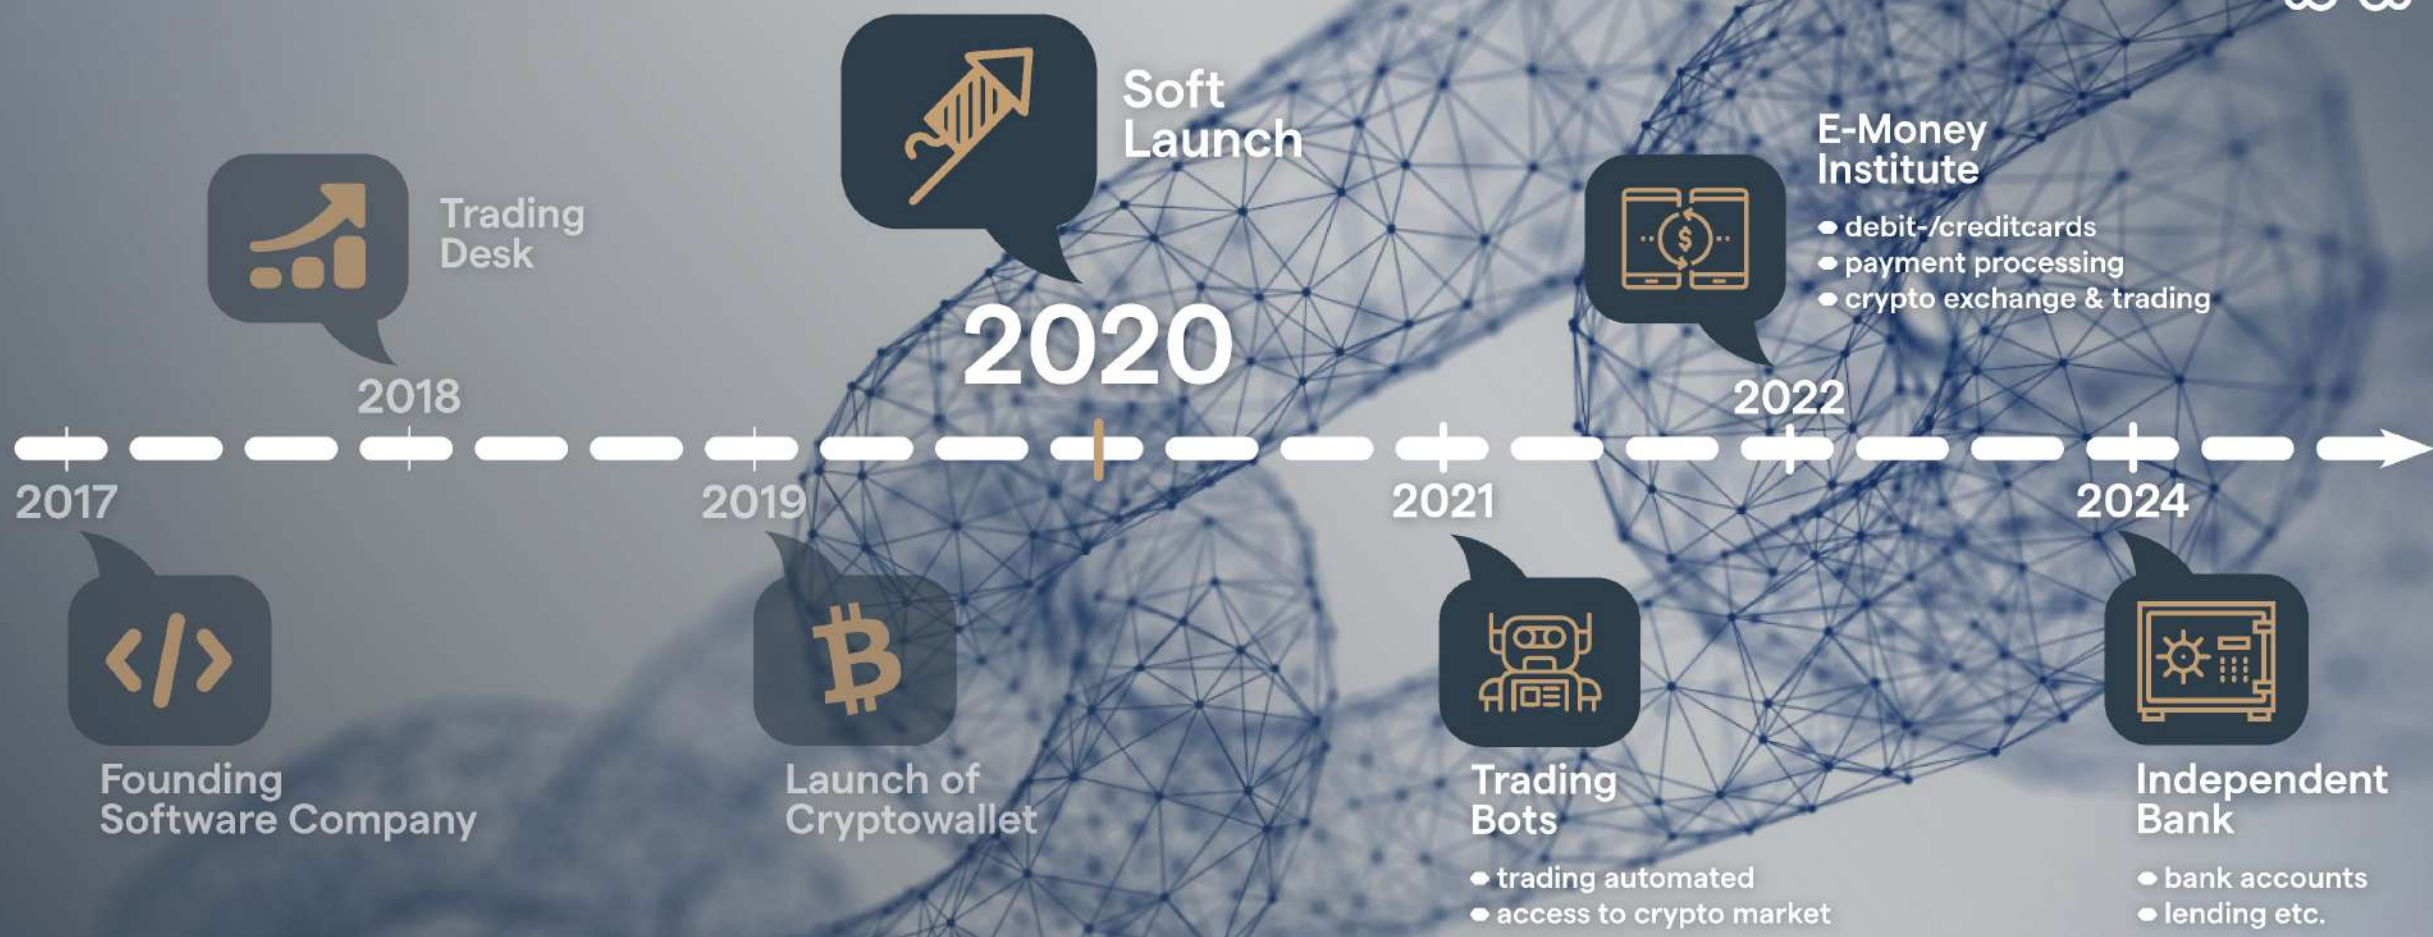 2017
Founding
Software Company
Trading
Desk
2018
2019
Launch of
Cryptowallet
Soft
Launch
2020
2021
Trading
Bots
trading automated
access to crypto market
E-Money
Institute
debit-/creditcards
payment processing
crypto exchange & trading
2022
2024
Independent
Bank
bank accounts
lending etc.